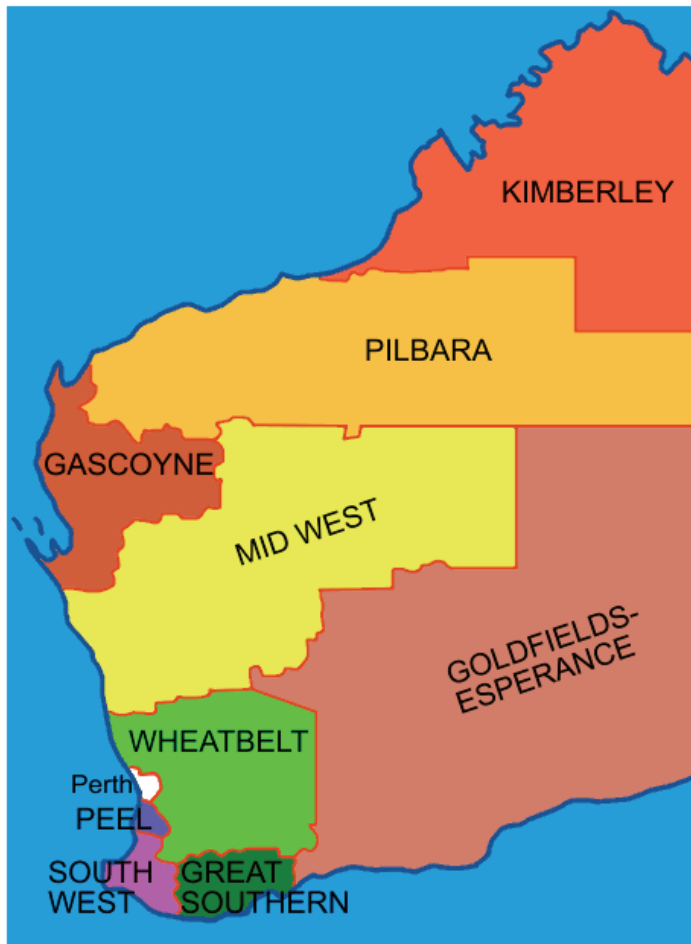 KIMBERLEY
PILBARA
GASCOYNE
MID WEST
GOLDFIELDS-
ESPERANCE
WHEATBELT
Perth
PEEL
SOUTH
WEST
GREAT
SOUTHERN